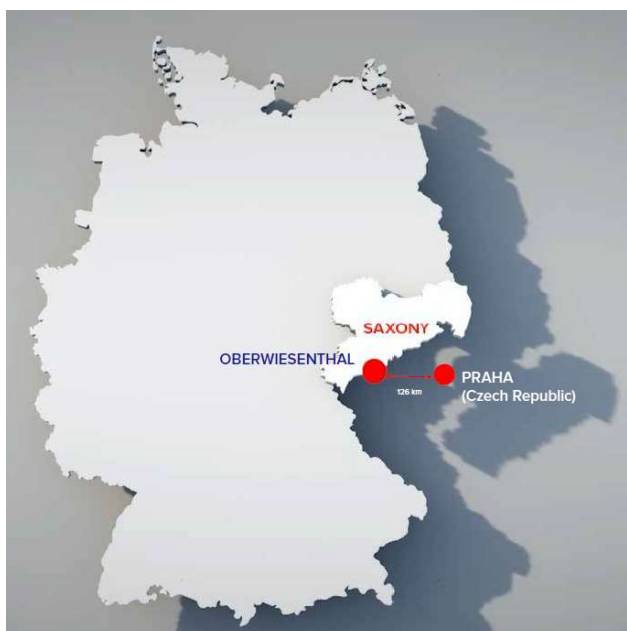 SAXONY
OBERWIESENTHAL
126 km
PRAHA
(Czech Republic)